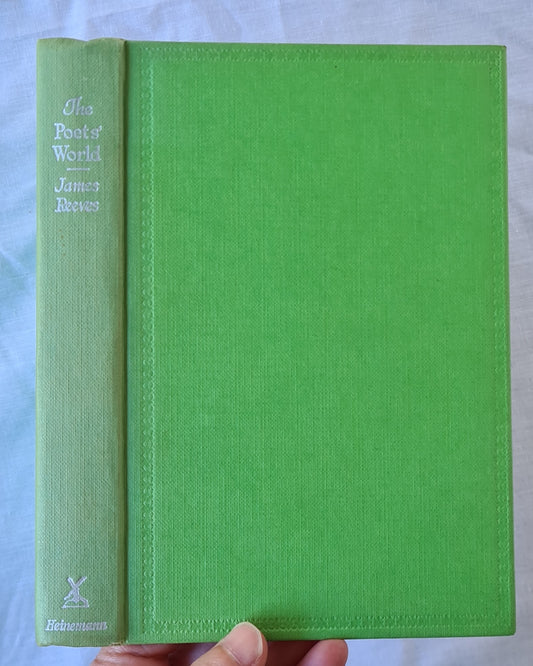 The
Poets'
World
James
Reeves
Heinemann